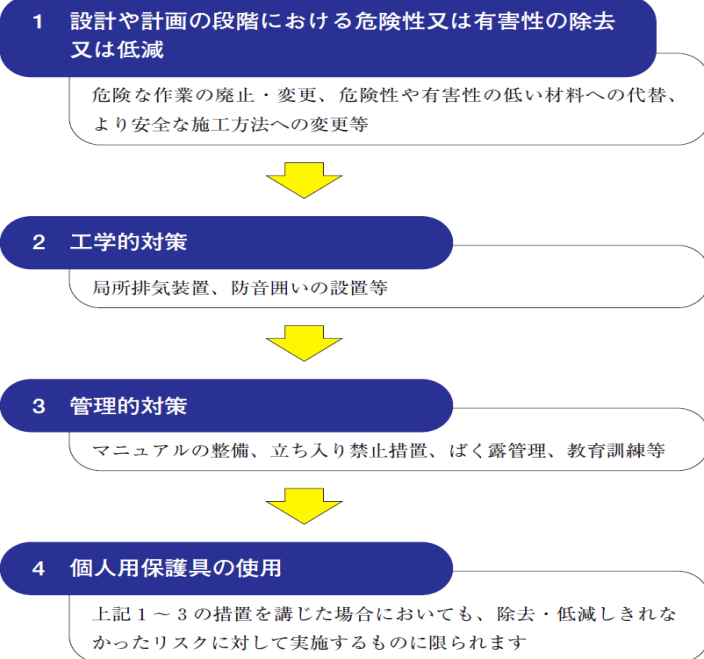 1 設計や計画の段階における危険性又は有害性の除去
又は低減
危険な作業の廃止・変更、危険性や有害性の低い材料への代替、
より安全な施工方法への変更等
2 工学的対策
局所排気装置、防音囲いの設置等
3 管理的対策
マニュアルの整備、立ち入り禁止措置、ばく露管理、教育訓練等
4 個人用保護具の使用
上記1～3の措置を講じた場合においても、除去・低減しきれな
かったリスクに対して実施するものに限られます